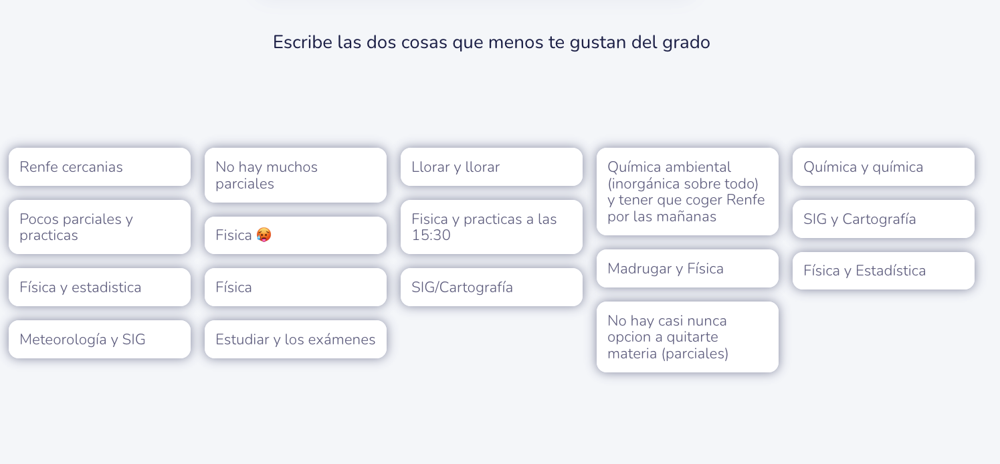 Escribe las dos cosas que menos te gustan del grado
Renfe cercanias
Pocos parciales y
practicas
Física y estadistica
Meteorología y SIG
No hay muchos
parciales
Fisica 🥵
Física
Estudiar y los exámenes
Llorar y llorar
Fisica y practicas a las
15:30
SIG/Cartografía
Química ambiental
(inorgánica sobre todo)
y tener que coger Renfe
por las mañanas
Madrugar y Física
No hay casi nunca
opcion a quitarte
materia (parciales)
Química y química
SIG y Cartografía
Física y Estadística